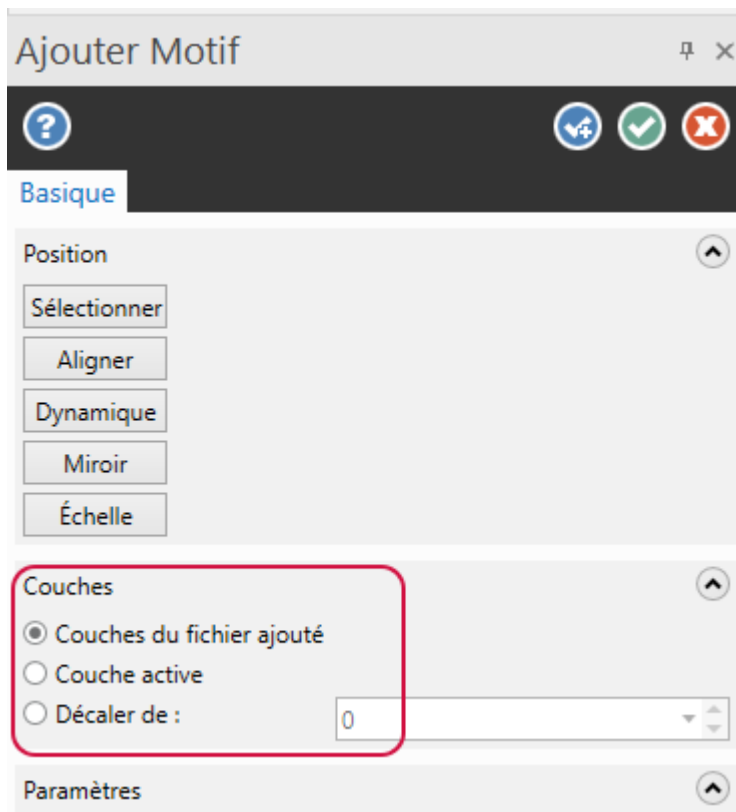 Ajouter Motif
?
Basique
Position
Sélectionner
Aligner
Dynamique
Miroir
Échelle
Couches
Couches du fichier ajouté
Couche active
Décaler de : 0
Paramètres